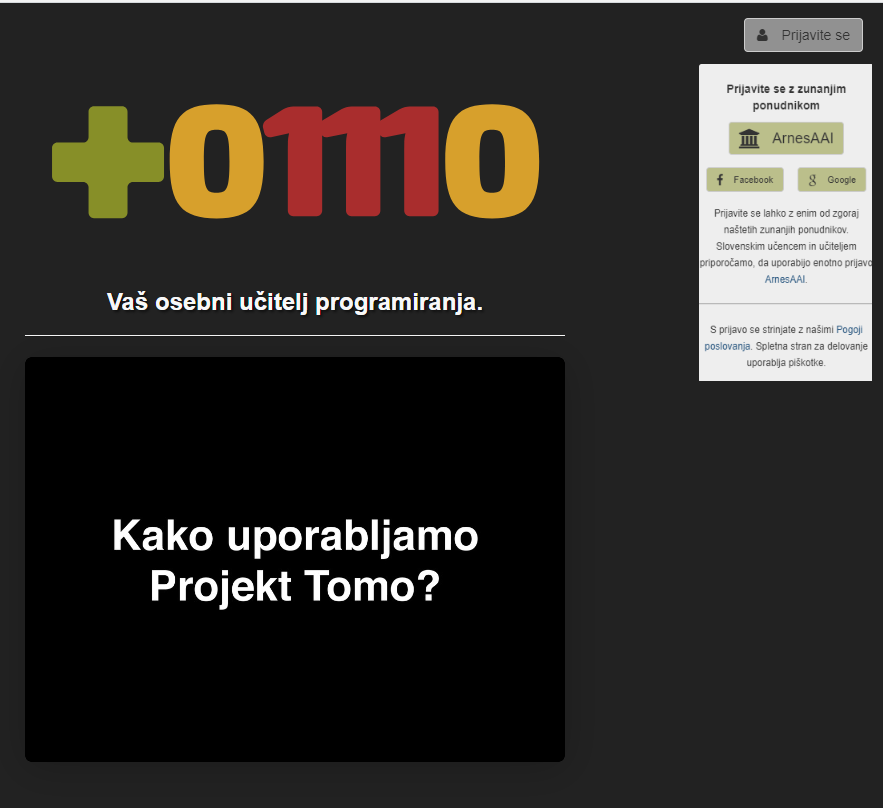 Prijavite se
Prijavite se z zunanjim
ponudnikom
ArnesAAI
Facebook
Google
Prijavite se lahko z enim od zgoraj
naštetih zunanjih ponudnikov.
Slovenskim učencem in učiteljem
priporočamo, da uporabijo enotno prijavo
ArnesAAI.
S prijavo se strinjate z našimi Pogoji
poslovanja. Spletna stran za delovanje
uporablja piškotke.
tomo
Vaš osebni učitelj programiranja.
Kako uporabljamo
Projekt Tomo?